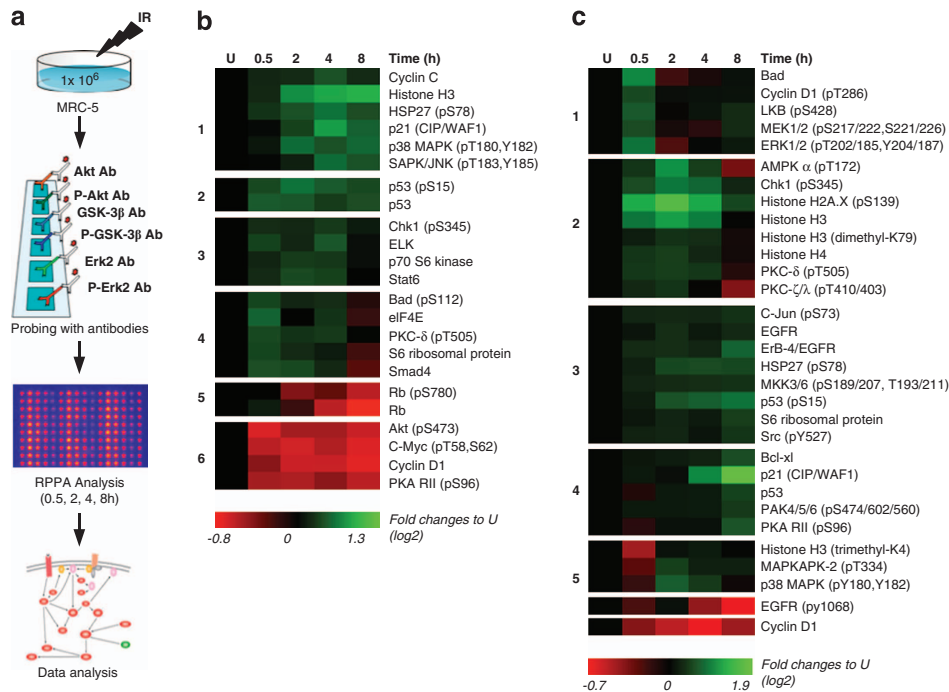 a
IR
1x 10⁶
MRC-5
Akt Ab
P-Akt Ab
GSK-3β Ab
P-GSK-3β Ab
Erk2 Ab
P-Erk2 Ab
Probing with antibodies
RPPA Analysis
(0.5, 2, 4, 8h)
Data analysis
b
U 0.5 2 4 8 Time (h)
1
Cyclin C
Histone H3
HSP27 (pS78)
p21 (CIP/WAF1)
p38 MAPK (pT180,Y182)
SAPK/JNK (pT183,Y185)
2
p53 (pS15)
p53
3
Chk1 (pS345)
ELK
p70 S6 kinase
Stat6
4
Bad (pS112)
eIF4E
PKC-δ (pT505)
S6 ribosomal protein
Smad4
5
Rb (pS780)
Rb
6
Akt (pS473)
C-Myc (pT58,S62)
Cyclin D1
PKA RII (pS96)
-0.8 0 1.3
Fold changes to U
(log2)
c
U 0.5 2 4 8 Time (h)
1
Bad
Cyclin D1 (pT286)
LKB (pS428)
MEK1/2 (pS217/222,S221/226)
ERK1/2 (pT202/185,Y204/187)
2
AMPK α (pT172)
Chk1 (pS345)
Histone H2A.X (pS139)
Histone H3
Histone H3 (dimethyl-K79)
Histone H4
PKC-δ (pT505)
PKC-ζ/λ (pT410/403)
3
C-Jun (pS73)
EGFR
ErB-4/EGFR
HSP27 (pS78)
MKK3/6 (pS189/207, T193/211)
p53 (pS15)
S6 ribosomal protein
Src (pY527)
4
Bcl-xl
p21 (CIP/WAF1)
p53
PAK4/5/6 (pS474/602/560)
PKA RII (pS96)
5
Histone H3 (trimethyl-K4)
MAPKAPK-2 (pT334)
p38 MAPK (pY180,Y182)
EGFR (py1068)
Cyclin D1
-0.7 0 1.9
Fold changes to U
(log2)